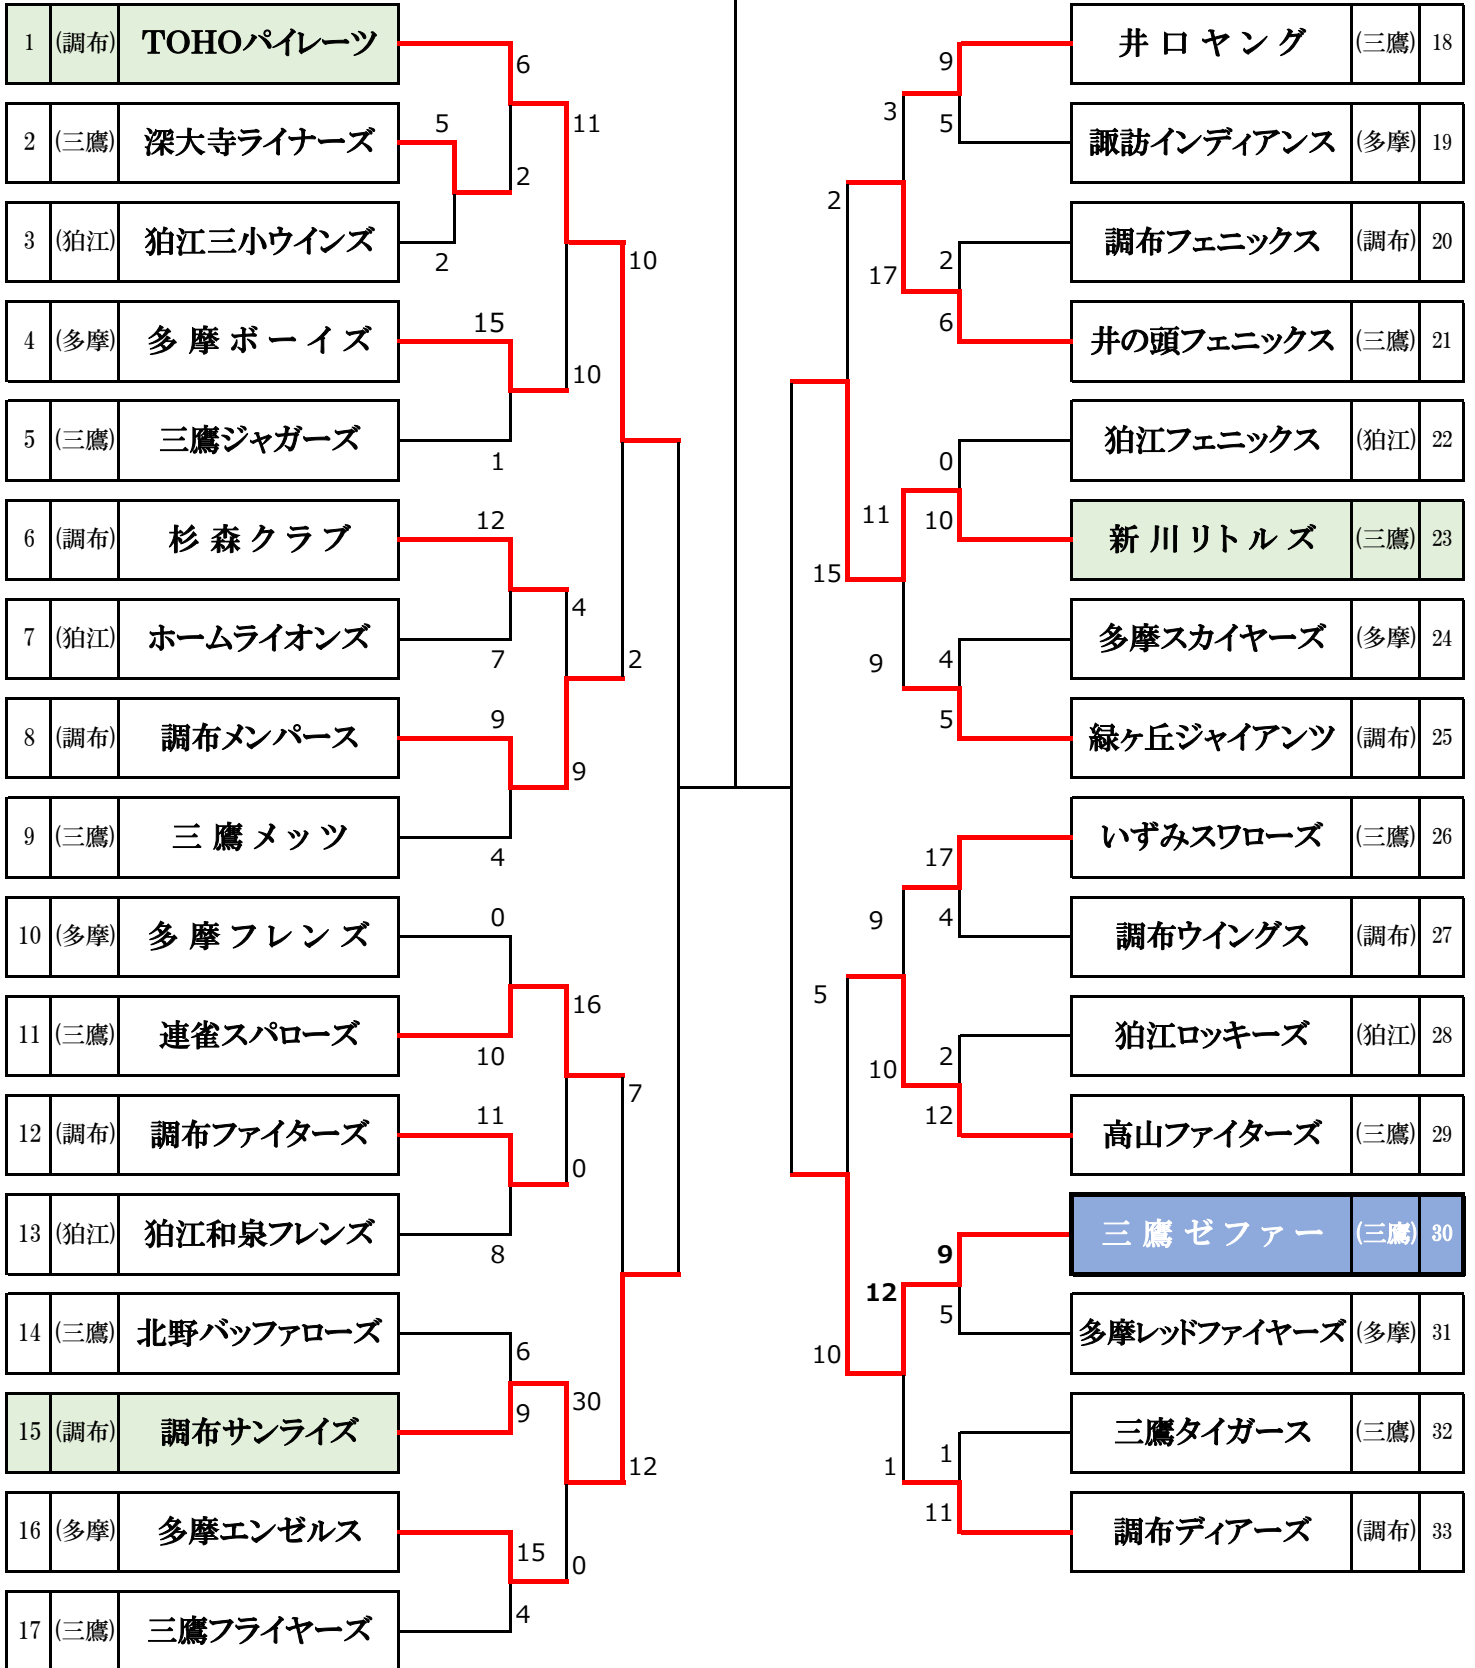 1 (調布) TOHOパイレーツ
2 (三鷹) 深大寺ライナーズ
3 (狛江) 狛江三小ウインズ
4 (多摩) 多摩ボーイズ
5 (三鷹) 三鷹ジャガーズ
6 (調布) 杉森クラブ
7 (狛江) ホームライオンズ
8 (調布) 調布メンパース
9 (三鷹) 三鷹メッツ
10 (多摩) 多摩フレンズ
11 (三鷹) 連雀スパローズ
12 (調布) 調布ファイターズ
13 (狛江) 狛江和泉フレンズ
14 (三鷹) 北野バッファローズ
15 (調布) 調布サンライズ
16 (多摩) 多摩エンゼルス
17 (三鷹) 三鷹フライヤーズ
6
5
2
2
15
1
12
7
9
4
0
10
11
8
6
9
15
4
11
10
4
9
16
0
30
0
10
2
7
12
2
15
5
10
3
17
11
9
9
10
12
1
9
5
2
6
0
10
4
5
17
4
2
12
9
5
1
11
井口ヤング (三鷹) 18
諏訪インディアンス (多摩) 19
調布フェニックス (調布) 20
井の頭フェニックス (三鷹) 21
狛江フェニックス (狛江) 22
新川リトルズ (三鷹) 23
多摩スカイヤーズ (多摩) 24
緑ヶ丘ジャイアンツ (調布) 25
いずみスワローズ (三鷹) 26
調布ウイングス (調布) 27
狛江ロッキーズ (狛江) 28
高山ファイターズ (三鷹) 29
三鷹ゼファー (三鷹) 30
多摩レッドファイヤーズ (多摩) 31
三鷹タイガース (三鷹) 32
調布ディアーズ (調布) 33